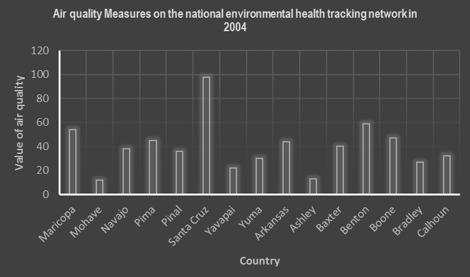 Air quality Measures on the national environmental health tracking network in
2004
120
100
80
60
40
20
0
Value of air quality
Maricopa
Mohave
Navajo
Pima
Pinal
Santa Cruz
Yavapai
Yuma
Arkansas
Ashley
Baxter
Benton
Boone
Bradley
Calhoun
Country